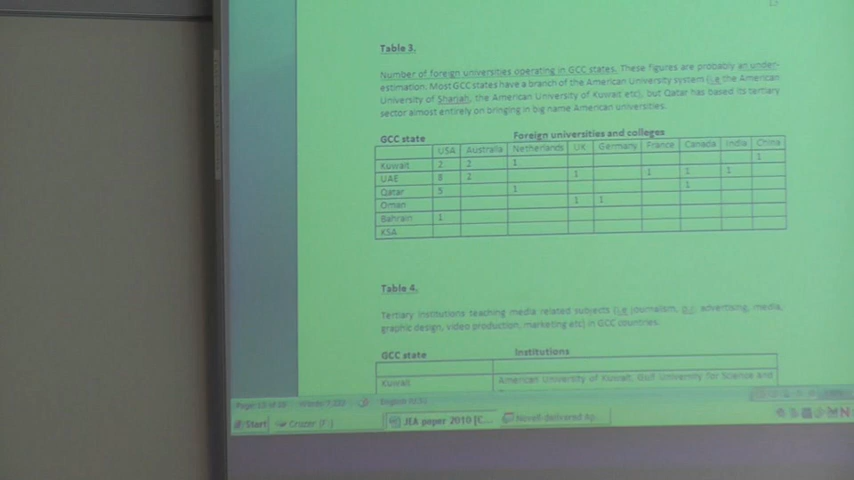 Table 3.
Number of foreign universities operating in GCC states. These figures are probably an under-
estimation. Most GCC states have a branch of the American University system (i.e the American
University of Sharjah, the American University of Kuwait etc), but Qatar has based its tertiary
sector almost entirely on bringing in big name American universities.
GCC state Foreign universities and colleges
USA Australia Netherlands UK Germany France Canada India China
Kuwait 2 2 1 1
UAE 8 2 1 1 1 1
Qatar 5 1 1
Oman 1 1
Bahrain 1
KSA
Table 4.
Tertiary institutions teaching media related subjects (i.e journalism, p.r. advertising, media,
graphic design, video production, marketing etc) in GCC countries.
GCC state Institutions
Kuwait American University of Kuwait, Gulf University for Science and
Start Cruzer (F:) JEA paper 2010 [C... Novell-delivered Ap...